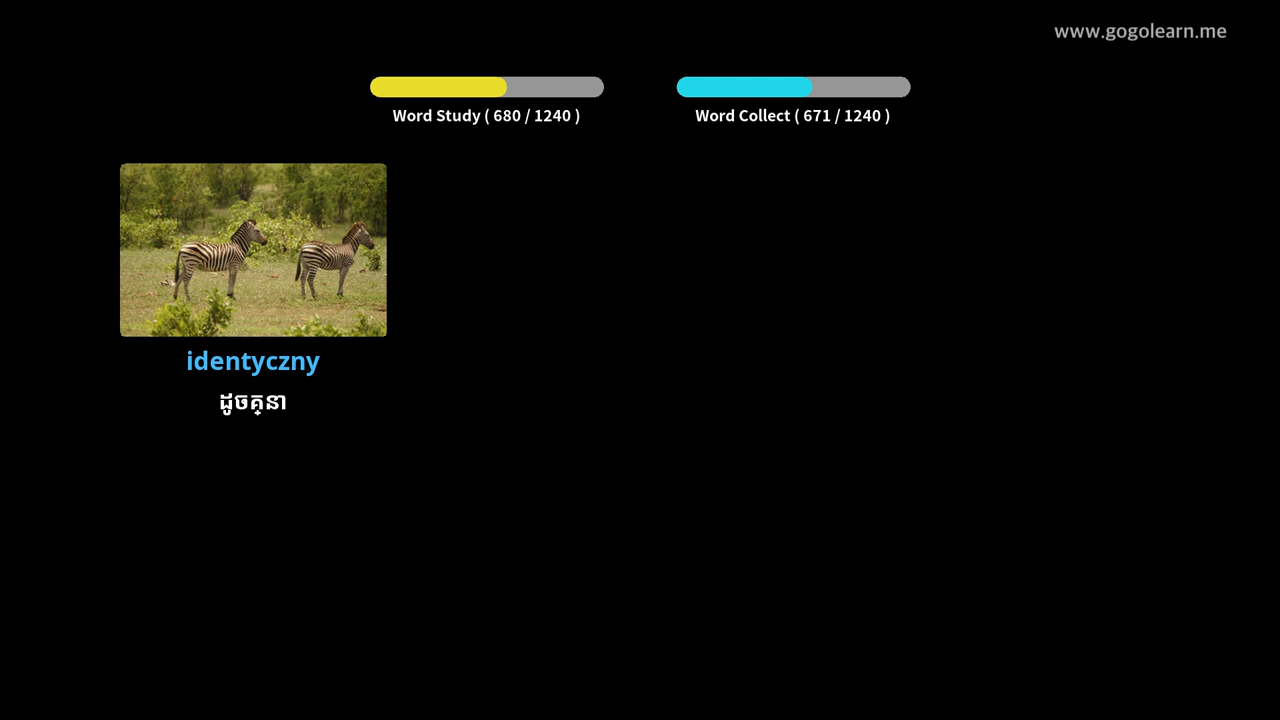 www.gogolearn.me
Word Study ( 680 / 1240 )
Word Collect ( 671 / 1240 )
identyczny
ដូចគ្នា